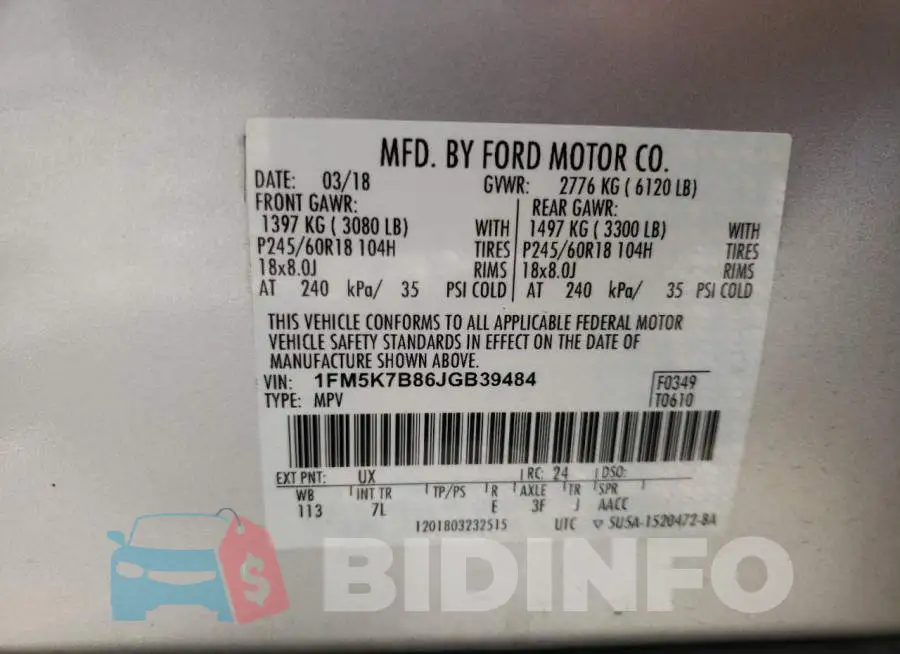 MFD. BY FORD MOTOR CO.
DATE: 03/18 GVWR: 2776 KG ( 6120 LB)
FRONT GAWR: REAR GAWR:
1397 KG ( 3080 LB) WITH 1497 KG ( 3300 LB) WITH
P245/60R18 104H TIRES P245/60R18 104H TIRES
18x8.0J RIMS 18x8.0J RIMS
AT 240 kPa/ 35 PSI COLD AT 240 kPa/ 35 PSI COLD
THIS VEHICLE CONFORMS TO ALL APPLICABLE FEDERAL MOTOR
VEHICLE SAFETY STANDARDS IN EFFECT ON THE DATE OF
MANUFACTURE SHOWN ABOVE.
VIN: 1FM5K7B86JGB39484 F0349
TYPE: MPV T0610
EXT PNT: UX RC: 24 DSO:
WB INT TR TP/PS R AXLE TR SPR
113 7L E 3F J AACC
1201803232515 UTC ▽ SU5A-1520472-BA
$ BIDINFO